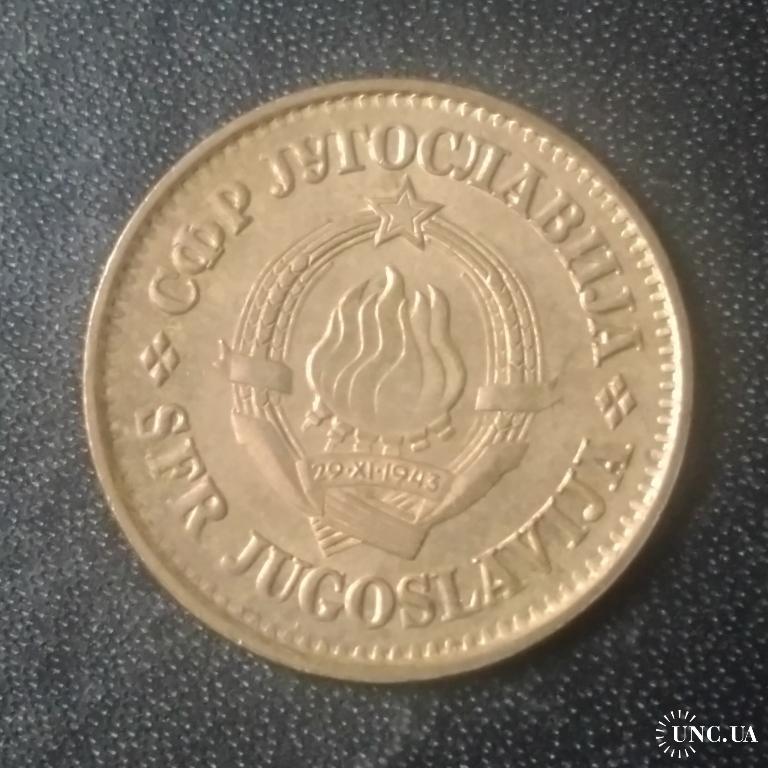 СФР ЈУГОСЛАВИЈА
SFR JUGOSLAVIJA
29·XI·1943
UNC.UA